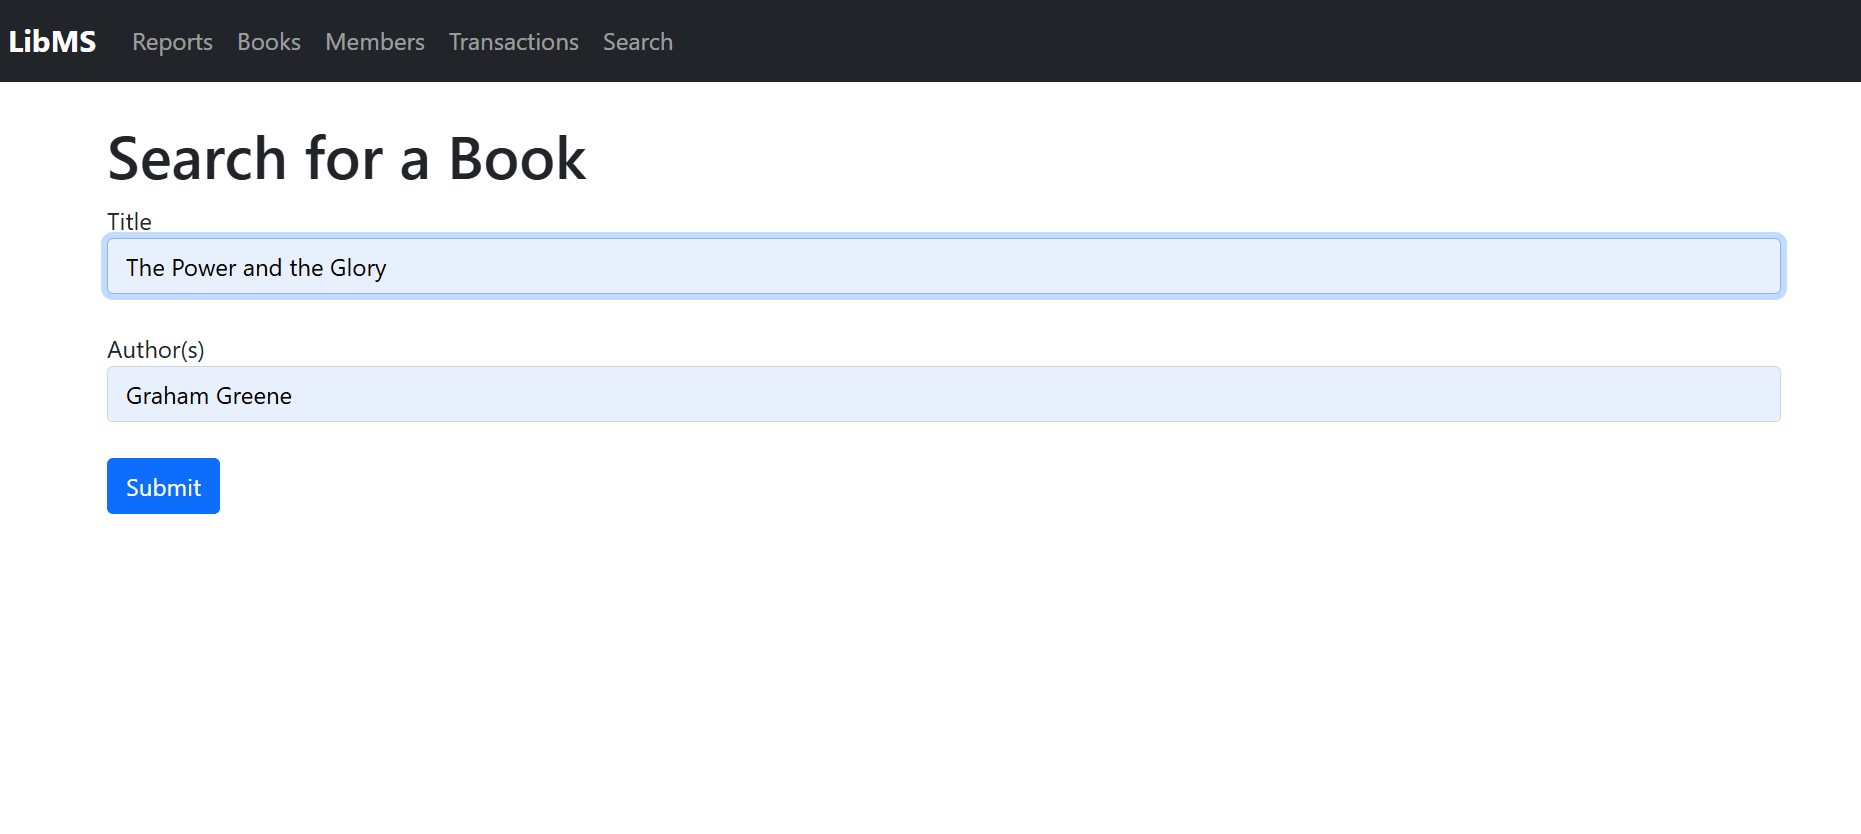 LibMS Reports Books Members Transactions Search
Search for a Book
Title
The Power and the Glory
Author(s)
Graham Greene
Submit